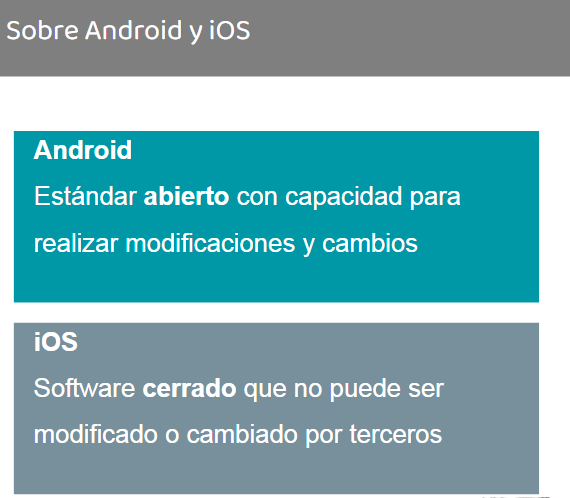 Sobre Android y iOS
Android
Estándar abierto con capacidad para
realizar modificaciones y cambios
iOS
Software cerrado que no puede ser
modificado o cambiado por terceros